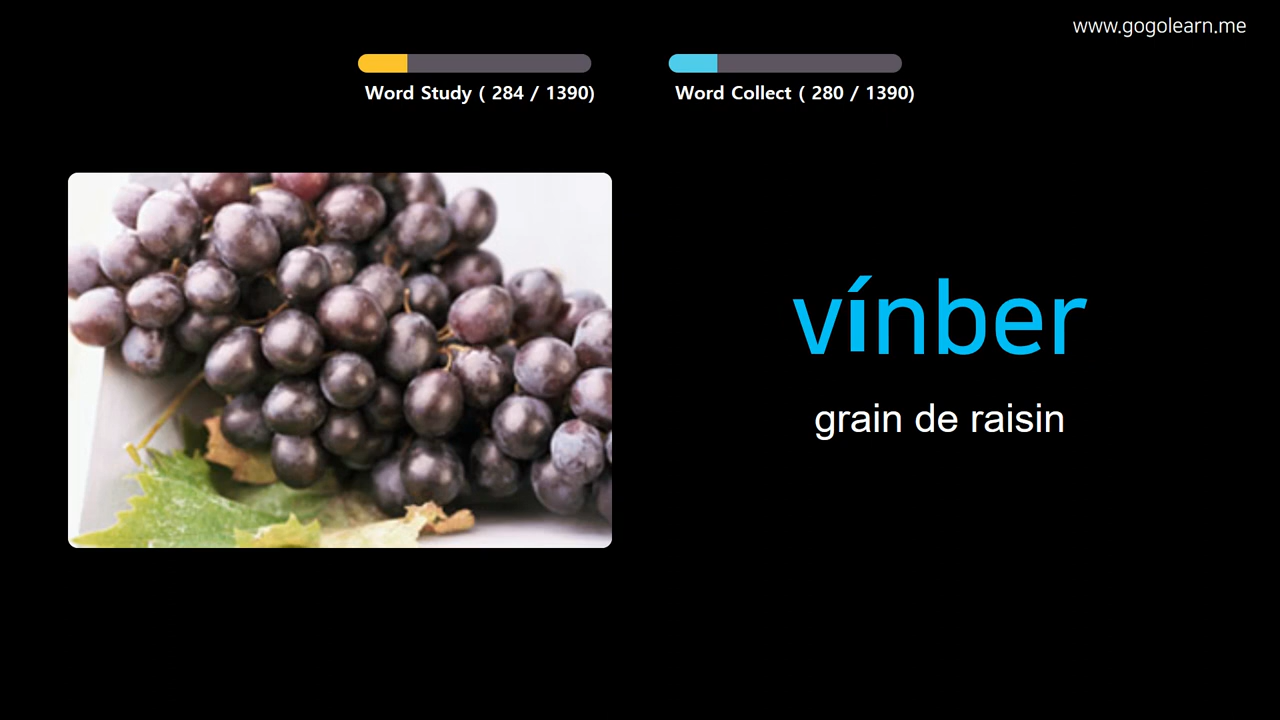 www.gogolearn.me
Word Study ( 284 / 1390)
Word Collect ( 280 / 1390)
vínber
grain de raisin